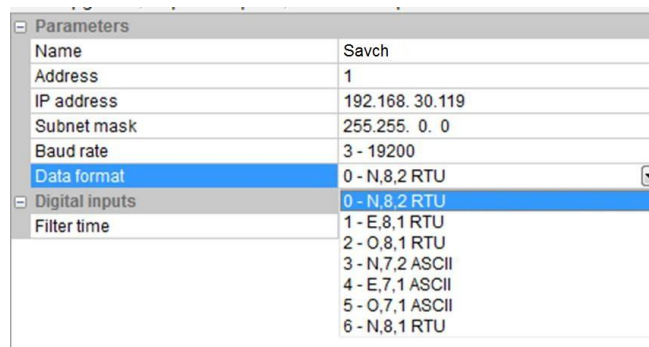 Parameters
Name Savch
Address 1
IP address 192.168. 30.119
Subnet mask 255.255. 0. 0
Baud rate 3 - 19200
Data format 0 - N,8,2 RTU
Digital inputs 0 - N,8,2 RTU
Filter time 1 - E,8,1 RTU
2 - O,8,1 RTU
3 - N,7,2 ASCII
4 - E,7,1 ASCII
5 - O,7,1 ASCII
6 - N,8,1 RTU